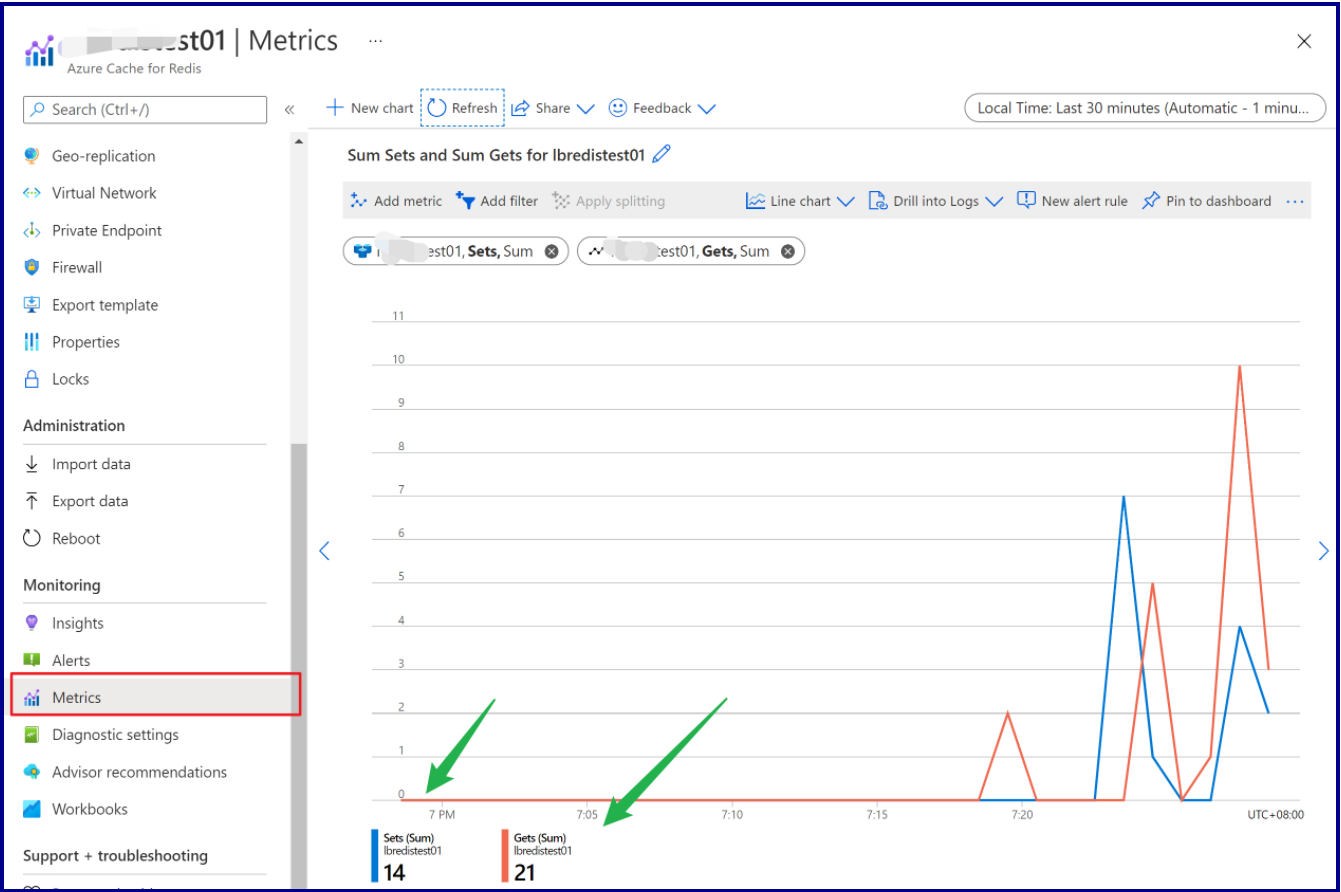 st01 | Metrics ...
Azure Cache for Redis
Search (Ctrl+/)
«
New chart
Refresh
Share
Feedback
Local Time: Last 30 minutes (Automatic - 1 minu...
Geo-replication
Virtual Network
Private Endpoint
Firewall
Export template
Properties
Locks
Administration
Import data
Export data
Reboot
Monitoring
Insights
Alerts
Metrics
Diagnostic settings
Advisor recommendations
Workbooks
Support + troubleshooting
Sum Sets and Sum Gets for lbredistest01
Add metric
Add filter
Apply splitting
Line chart
Drill into Logs
New alert rule
Pin to dashboard
...
est01, Sets, Sum
est01, Gets, Sum
11
10
9
8
7
6
5
4
3
2
1
0
7 PM
7:05
7:10
7:15
7:20
UTC+08:00
Sets (Sum)
lbredistest01
14
Gets (Sum)
lbredistest01
21